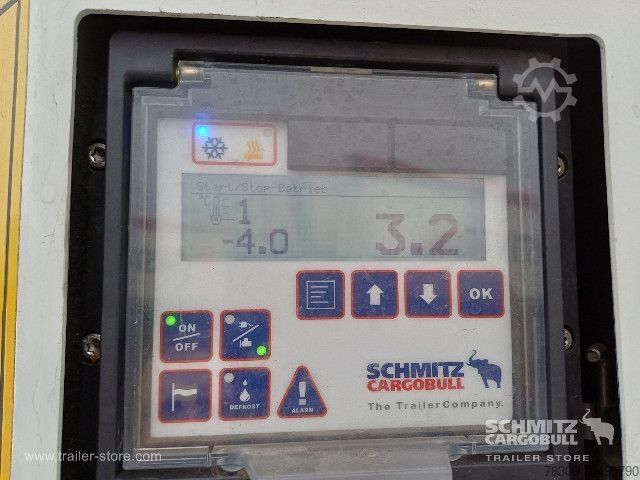 Start/Stop-Betrieb
°C 1
-4.0 3.2
OK
ON
OFF
DEFROST
ALARM
SCHMITZ
CARGOBULL
The TrailerCompany.
SCHMITZ
CARGOBULL
TRAILER STORE
www.trailer-store.com